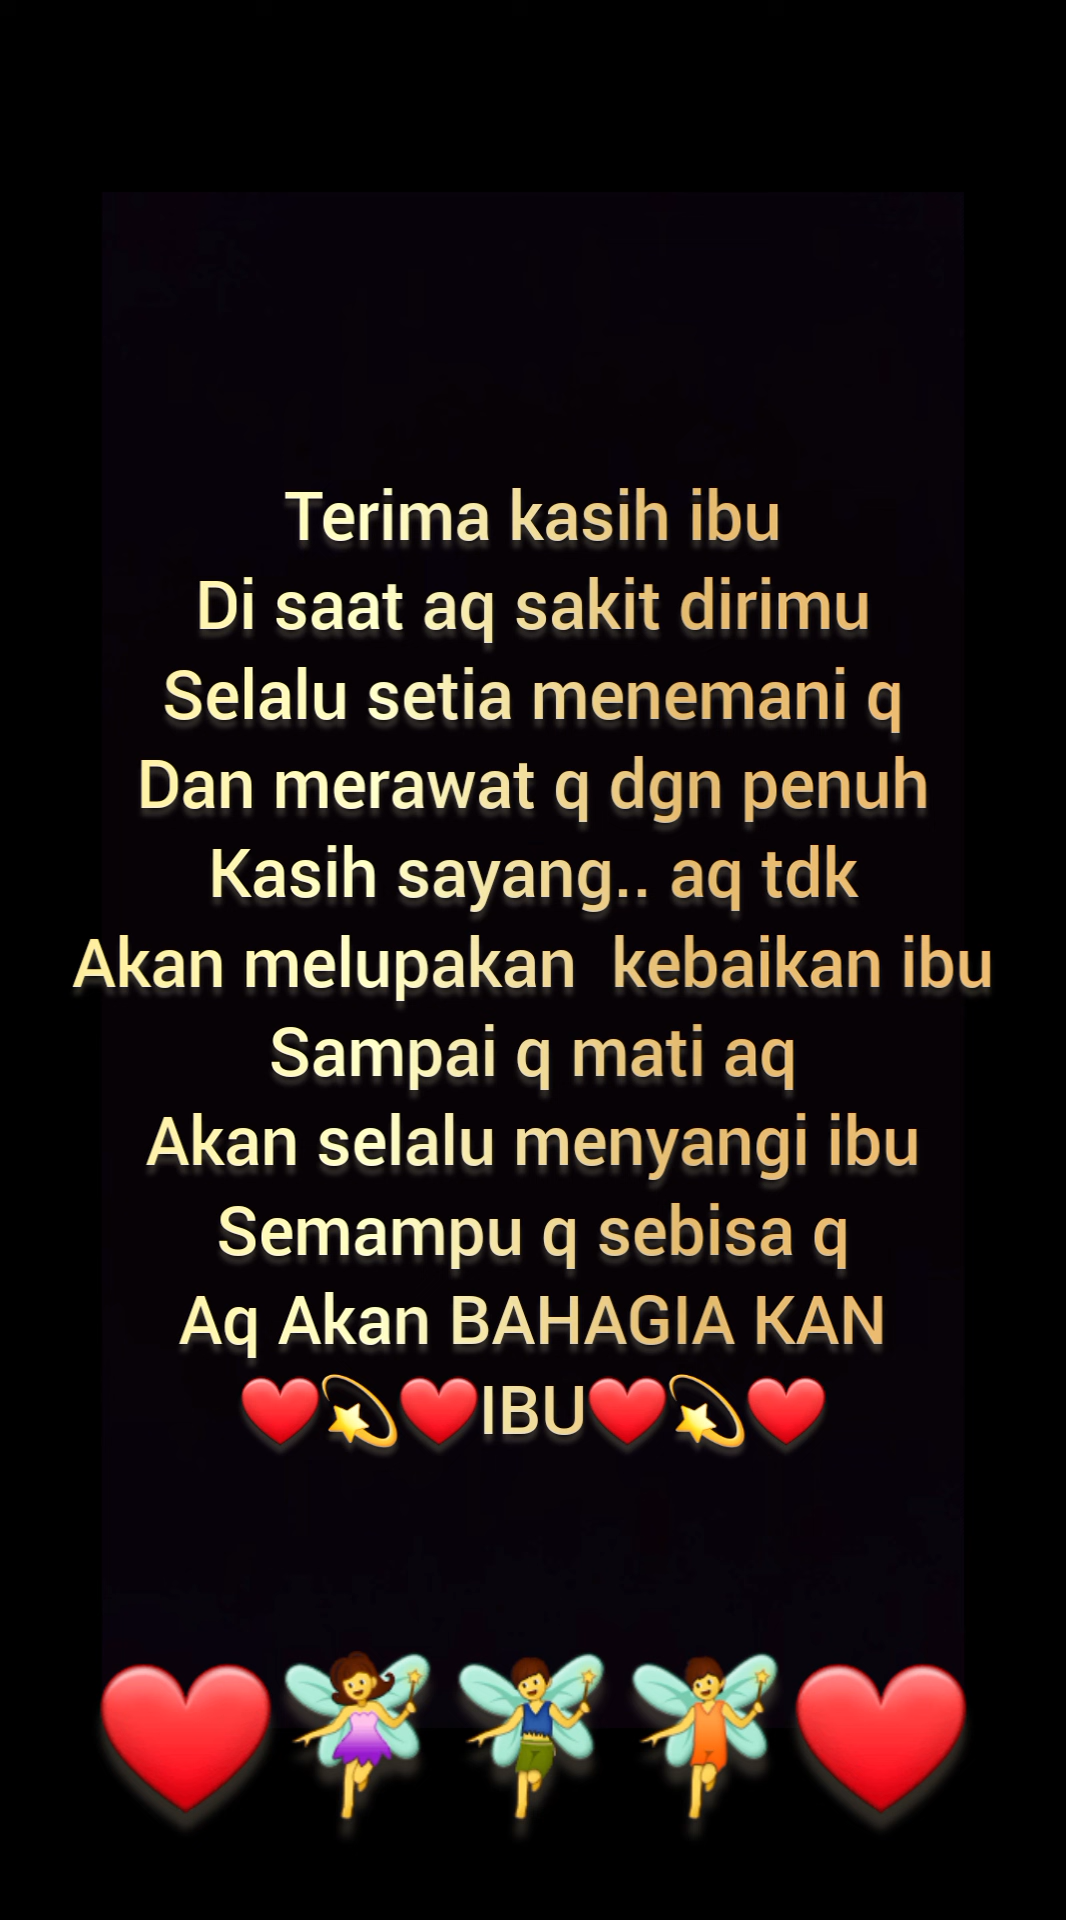 Terima kasih ibu
Di saat aq sakit dirimu
Selalu setia menemani q
Dan merawat q dgn penuh
Kasih sayang.. aq tdk
Akan melupakan  kebaikan ibu
Sampai q mati aq
Akan selalu menyangi ibu
Semampu q sebisa q
Aq Akan BAHAGIA KAN
❤️💫❤️IBU❤️💫❤️
❤️🧚‍♀️🧚‍♂️🧚❤️